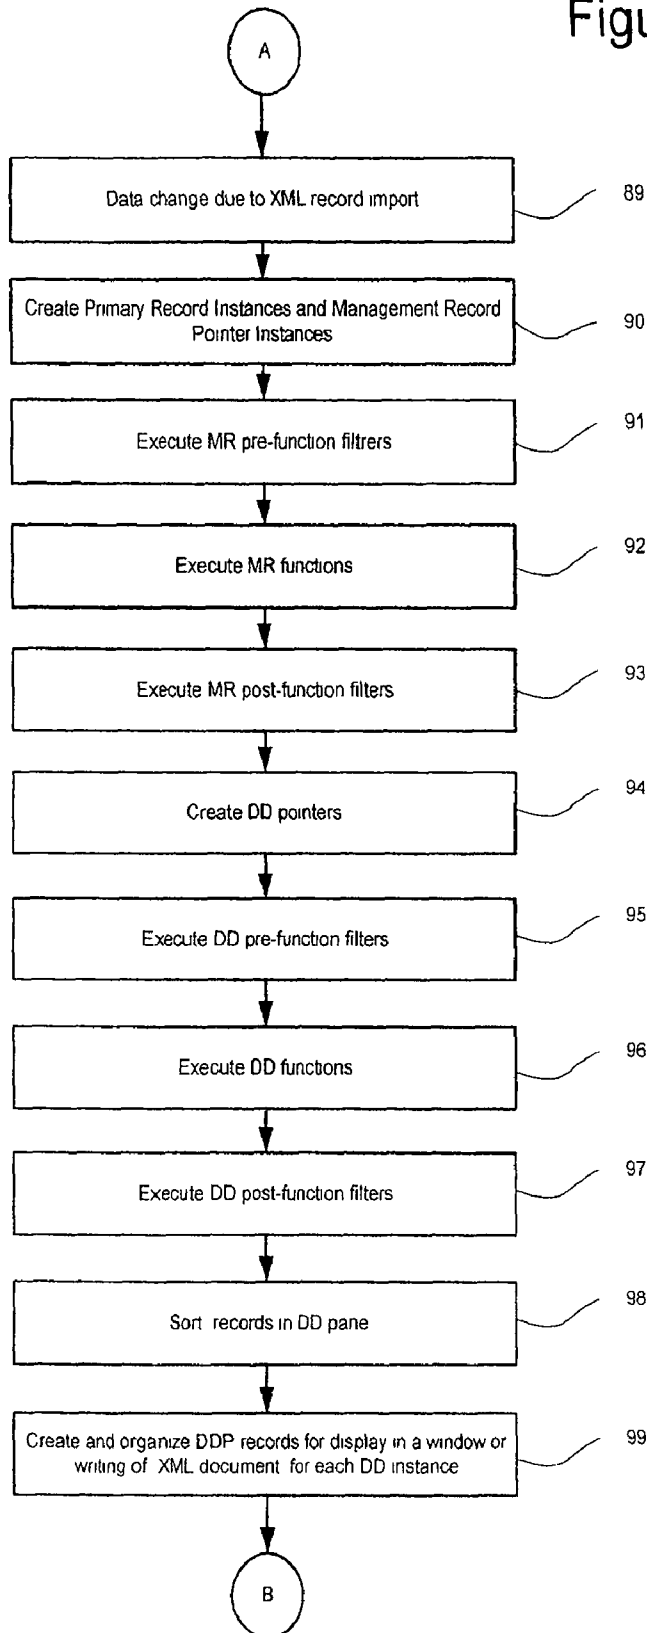 Figu
A
Data change due to XML record import
89
Create Primary Record Instances and Management Record
Pointer Instances
90
Execute MR pre-function filtrers
91
Execute MR functions
92
Execute MR post-function filters
93
Create DD pointers
94
Execute DD pre-function filters
95
Execute DD functions
96
Execute DD post-function filters
97
Sort records in DD pane
98
Create and organize DDP records for display in a window or
writing of XML document for each DD instance
99
B